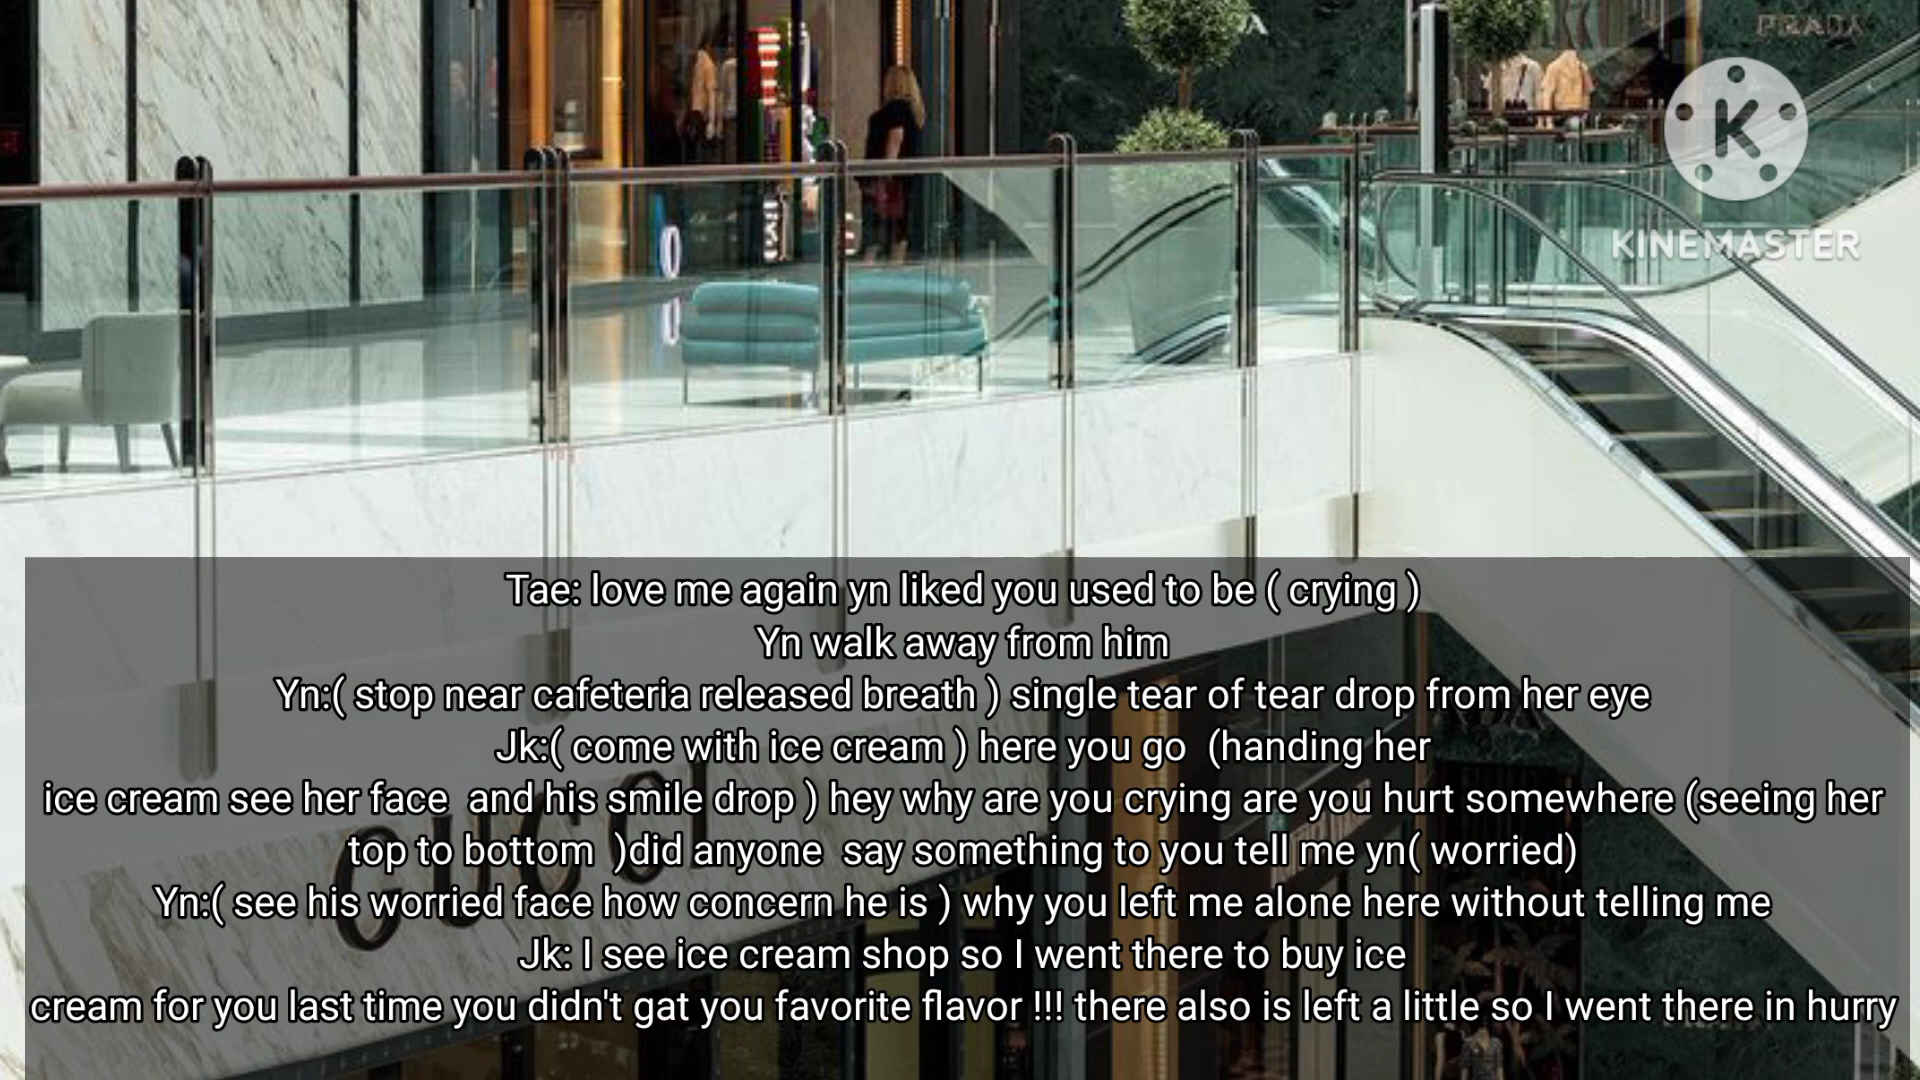 PRADA
KINEMASTER
Tae: love me again yn liked you used to be ( crying )
Yn walk away from him
Yn:( stop near cafeteria released breath ) single tear of tear drop from her eye
Jk:( come with ice cream ) here you go  (handing her
ice cream see her face  and his smile drop ) hey why are you crying are you hurt somewhere (seeing her
top to bottom  )did anyone  say something to you tell me yn( worried)
Yn:( see his worried face how concern he is ) why you left me alone here without telling me
Jk: I see ice cream shop so I went there to buy ice
cream for you last time you didn't gat you favorite flavor !!! there also is left a little so I went there in hurry
GUCCI